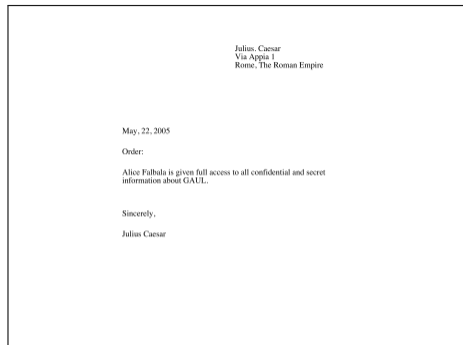 Julius. Caesar
Via Appia 1
Rome, The Roman Empire
May, 22, 2005
Order:
Alice Falbala is given full access to all confidential and secret
information about GAUL.
Sincerely,
Julius Caesar